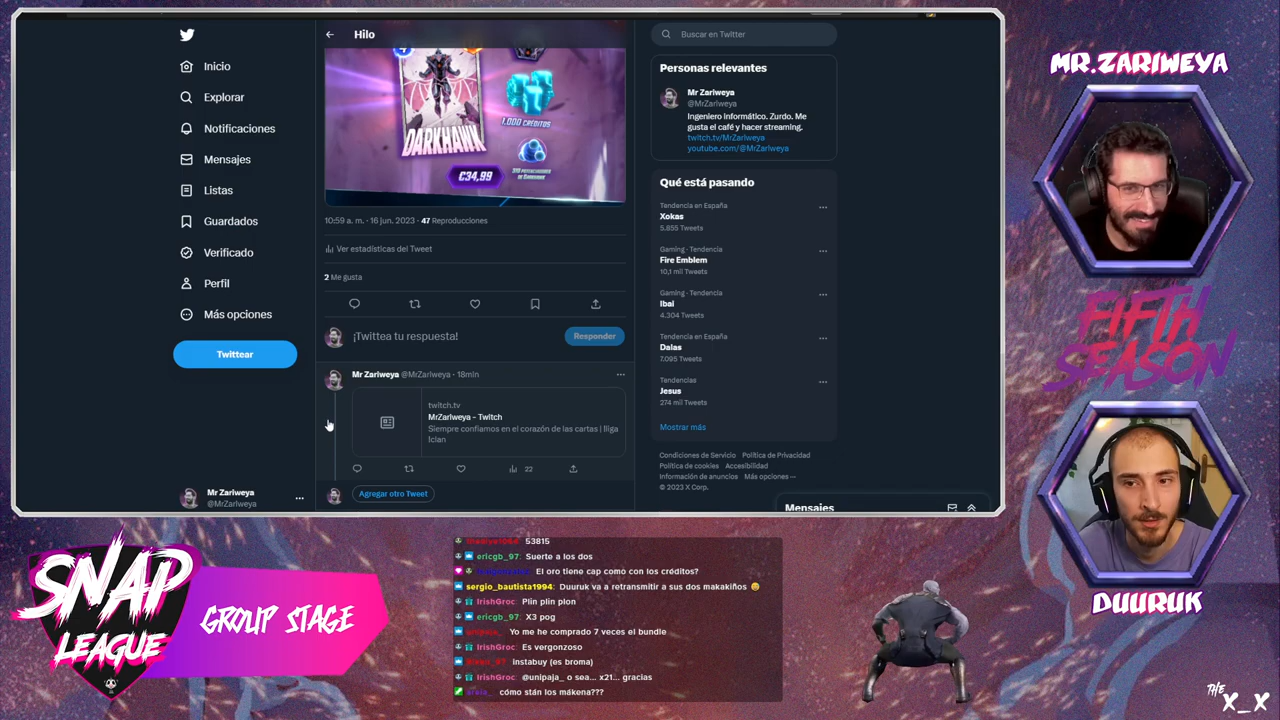 Inicio
Explorar
Notificaciones
Mensajes
Listas
Guardados
Verificado
Perfil
Más opciones
Twittear
Mr Zariweya
@MrZariweya
Hilo
DARKHAWK
1.000 CRÉDITOS
€34,99
10:59 a. m. · 16 jun. 2023 · 47 Reproducciones
Ver estadísticas del Tweet
2 Me gusta
¡Twittea tu respuesta!
Responder
Mr Zariweya @MrZariweya · 18min
twitch.tv
MrZariweya - Twitch
Siempre confiamos en el corazón de las cartas | !liga
!clan
22
Agregar otro Tweet
Buscar en Twitter
Personas relevantes
Mr Zariweya
@MrZariweya
Ingeniero informático. Zurdo. Me
gusta el café y hacer streaming.
twitch.tv/MrZariweya
youtube.com/@MrZariweya
Qué está pasando
Tendencia en España
Xokas
5.855 Tweets
Gaming · Tendencia
Fire Emblem
10,1 mil Tweets
Gaming · Tendencia
Ibai
4.304 Tweets
Tendencia en España
Dalas
7.095 Tweets
Tendencias
Jesus
274 mil Tweets
Mostrar más
Condiciones de Servicio Política de Privacidad
Política de cookies Accesibilidad
Información de anuncios Más opciones
© 2023 X Corp.
Mensajes
MR.ZARIWEYA
FIFTH
SEASON
DUURUK
SNAP
LEAGUE
GROUP STAGE
53815
ericgb_97: Suerte a los dos
El oro tiene cap como con los créditos?
sergio_bautista1994: Duuruk va a retransmitir a sus dos makakiños
IrishGroc: Plin plin plon
ericgb_97: X3 pog
unipaja_: Yo me he comprado 7 veces el bundle
IrishGroc: Es vergonzoso
instabuy (es broma)
IrishGroc: @unipaja_ o sea... x21... gracias
cómo stán los mákena???
THE
X_X